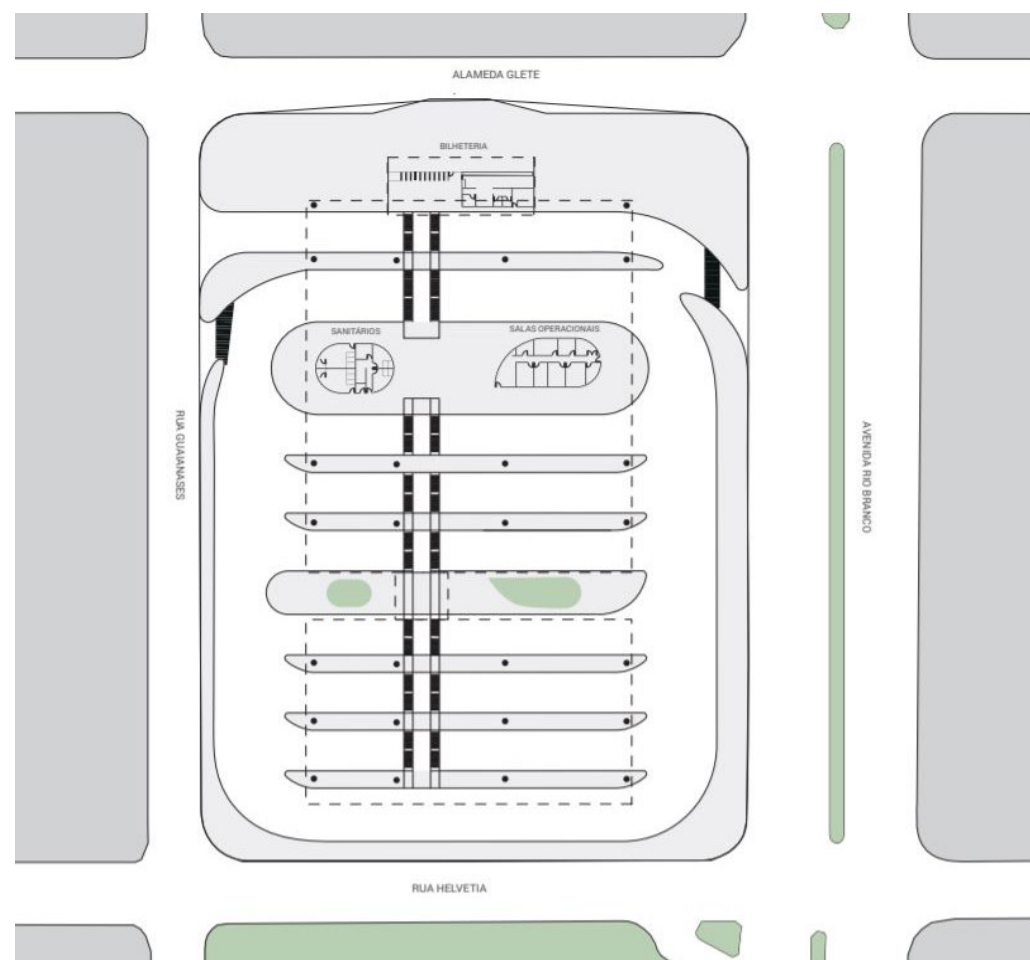 ALAMEDA GLETE
BILHETERIA
SANITÁRIOS
SALAS OPERACIONAIS
RUA GUAIANASES
AVENIDA RIO BRANCO
RUA HELVETIA